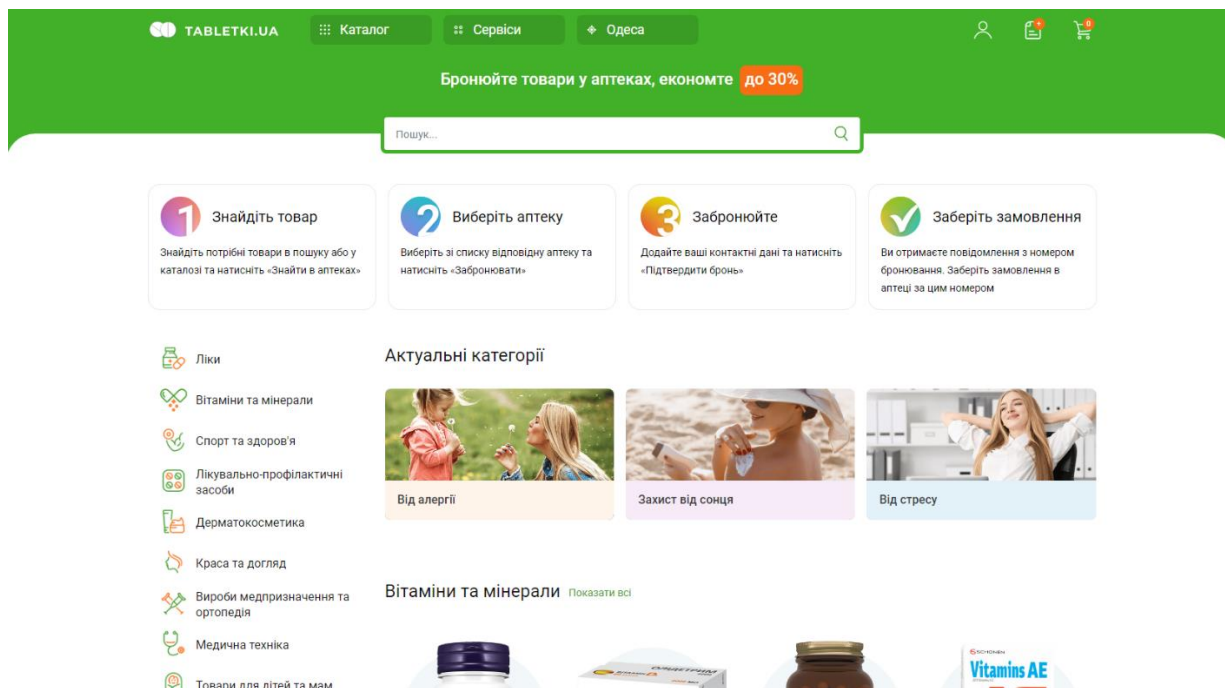 TABLETKI.UA
Каталог
Сервіси
Одеса
0
Бронюйте товари у аптеках, економте до 30%
Пошук...
1 Знайдіть товар
Знайдіть потрібні товари в пошуку або у
каталозі та натисніть «Знайти в аптеках»
2 Виберіть аптеку
Виберіть зі списку відповідну аптеку та
натисніть «Забронювати»
3 Забронюйте
Додайте ваші контактні дані та натисніть
«Підтвердити бронь»
Заберіть замовлення
Ви отримаєте повідомлення з номером
бронювання. Заберіть замовлення в
аптеці за цим номером
Ліки
Вітаміни та мінерали
Спорт та здоров'я
Лікувально-профілактичні
засоби
Дерматокосметика
Краса та догляд
Вироби медпризначення та
ортопедія
Медична техніка
Товари для дітей та мам
Актуальні категорії
Від алергії
Захист від сонця
Від стресу
Вітаміни та мінерали Показати всі
Vitamins AE